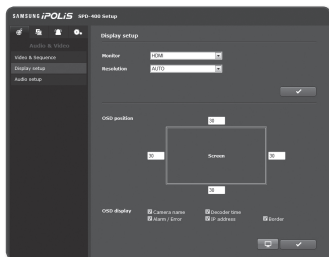 SAMSUNG iPOLiS SPD-400 Setup
Audio & Video
Video & Sequence
Display setup
Audio setup
Display setup
Monitor HDMI
Resolution AUTO
OSD position
30
30 Screen 30
30
OSD display Camera name Decoder time
Alarm / Error IP address Border